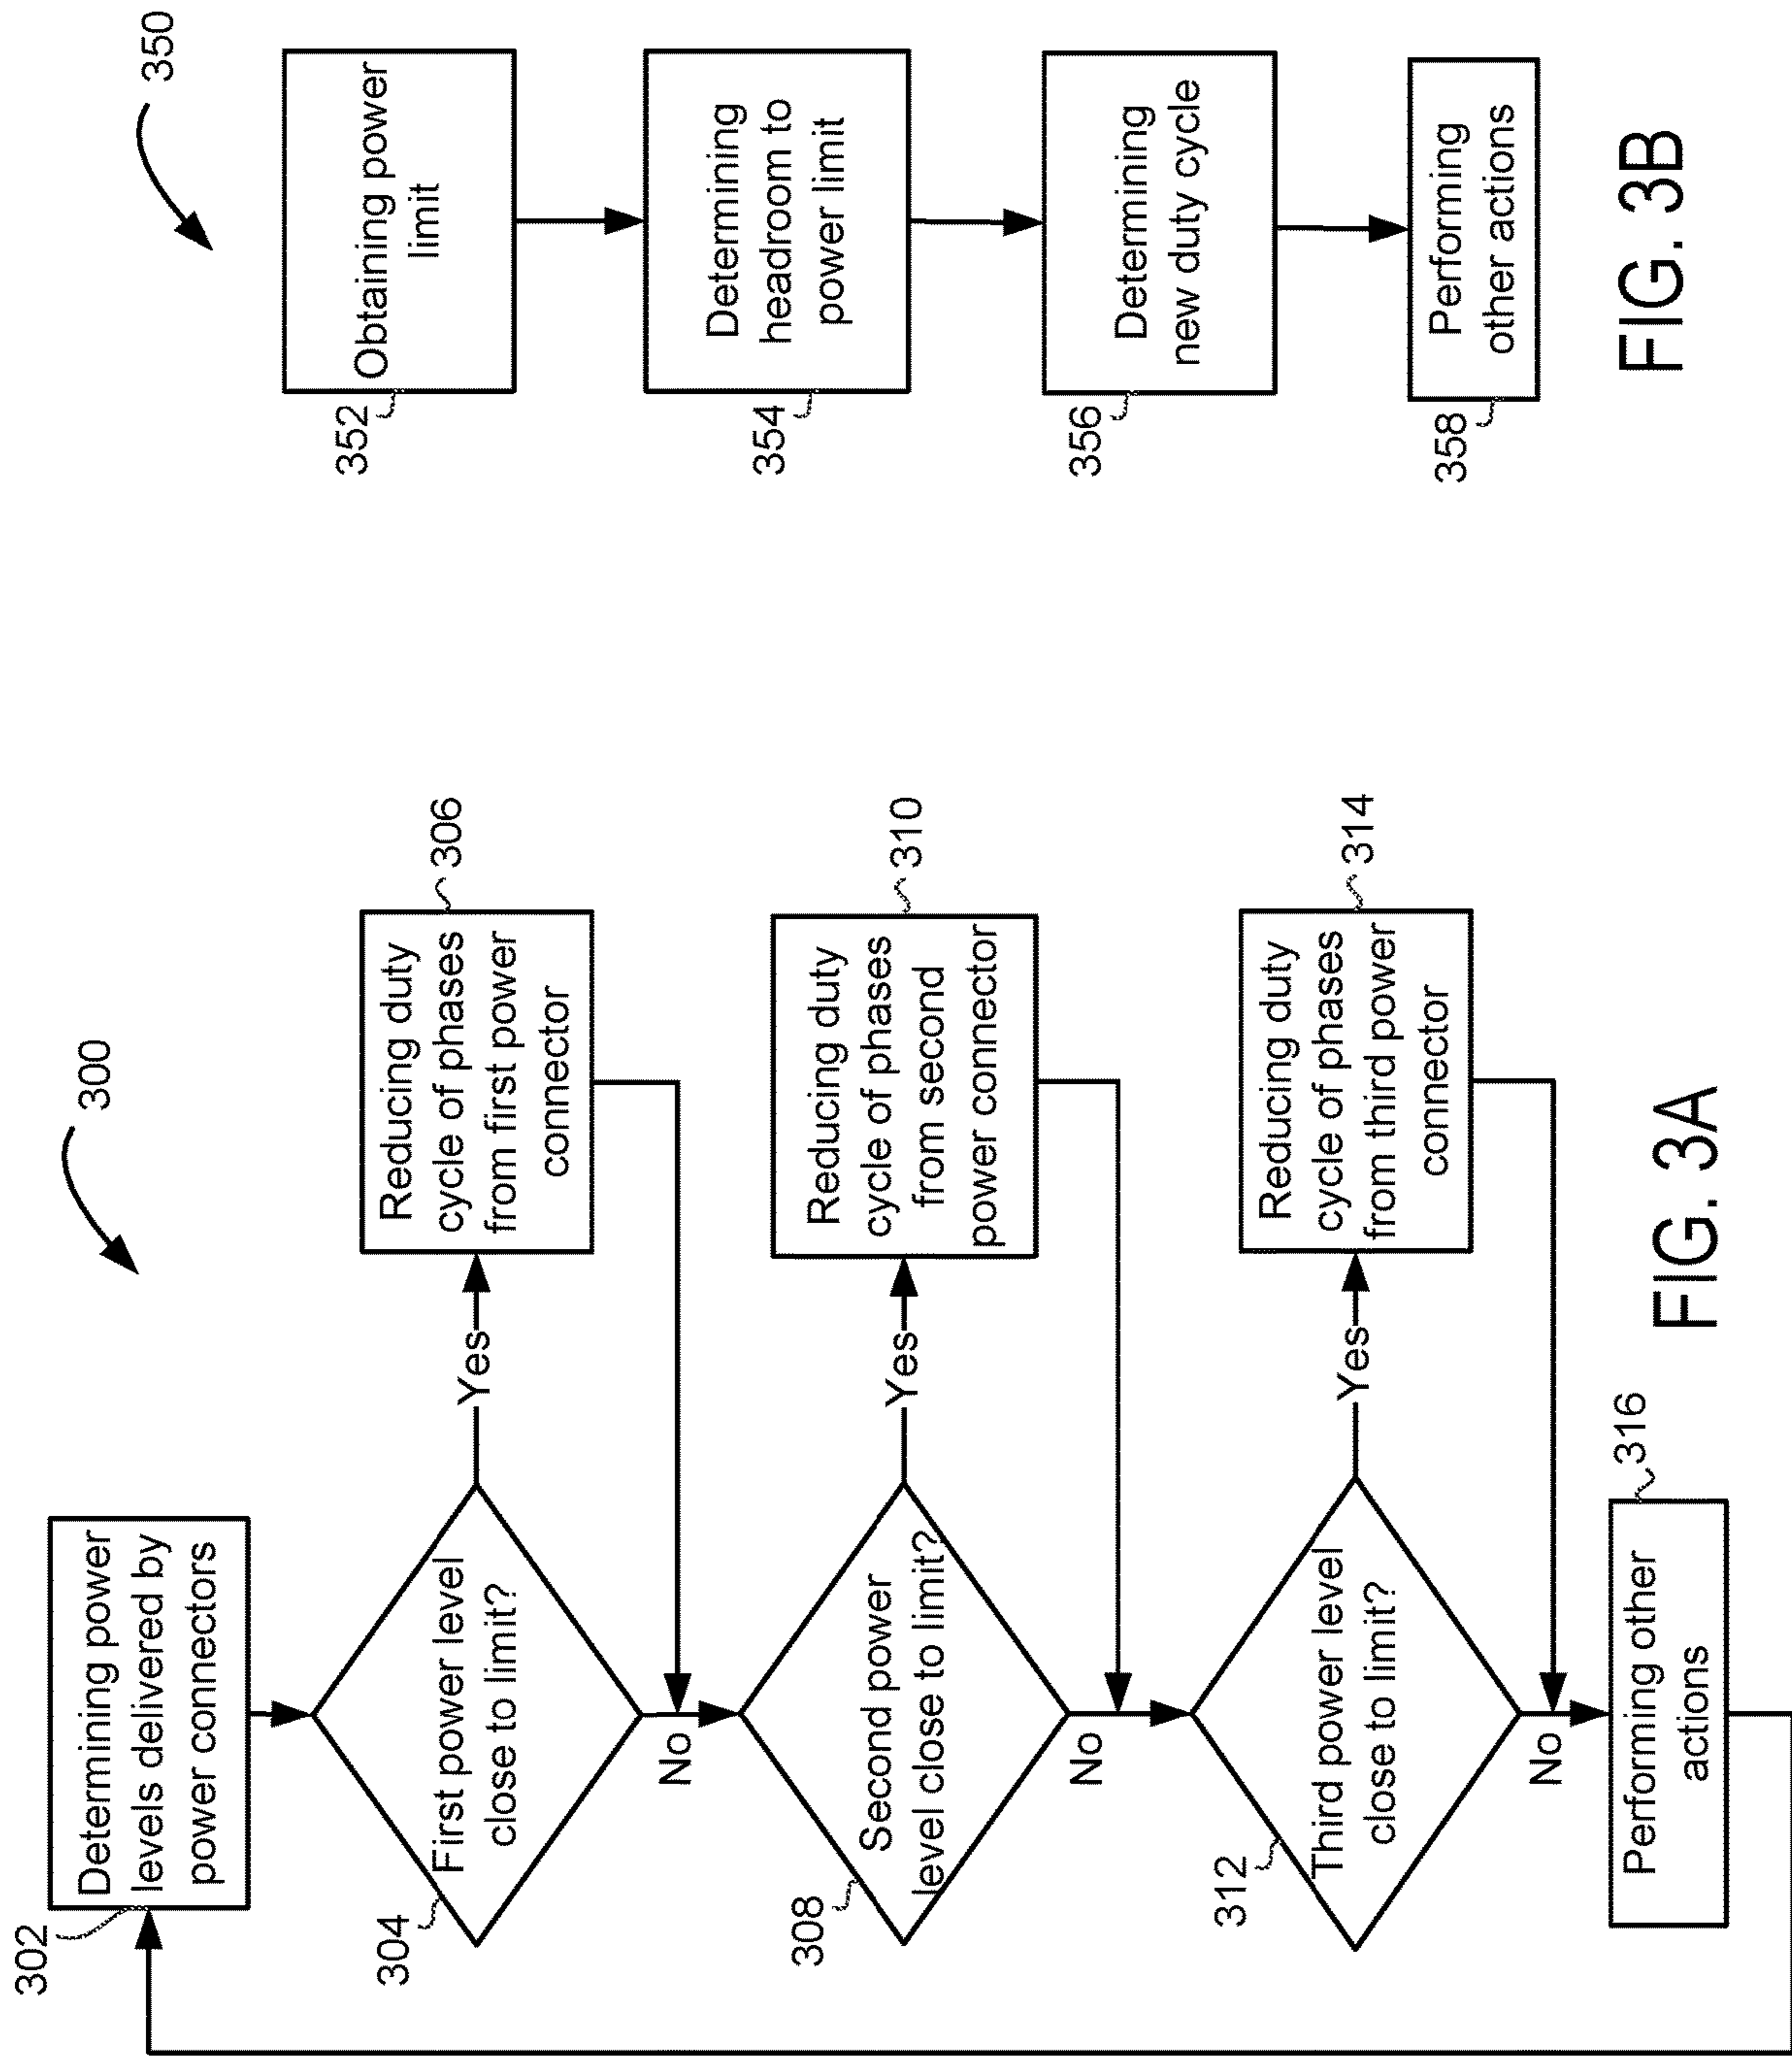 300
302
Determining power
levels delivered by
power connectors
304
First power level
close to limit?
Yes
306
Reducing duty
cycle of phases
from first power
connector
No
308
Second power
level close to limit?
Yes
310
Reducing duty
cycle of phases
from second
power connector
No
312
Third power level
close to limit?
Yes
314
Reducing duty
cycle of phases
from third power
connector
No
316
Performing other
actions
FIG. 3A
350
352
Obtaining power
limit
354
Determining
headroom to
power limit
356
Determining
new duty cycle
358
Performing
other actions
FIG. 3B